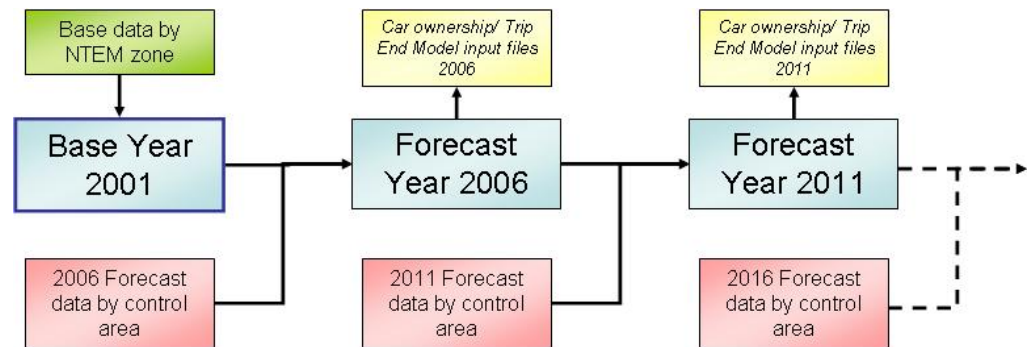 Base data by
NTEM zone
Car ownership/ Trip
End Model input files
2006
Car ownership/ Trip
End Model input files
2011
Base Year
2001
Forecast
Year 2006
Forecast
Year 2011
2006 Forecast
data by control
area
2011 Forecast
data by control
area
2016 Forecast
data by control
area